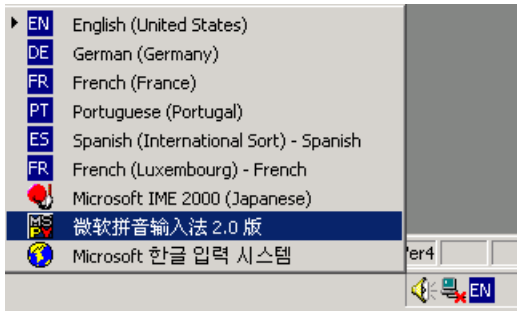 EN English (United States)
DE German (Germany)
FR French (France)
PT Portuguese (Portugal)
ES Spanish (International Sort) - Spanish
FR French (Luxembourg) - French
Microsoft IME 2000 (Japanese)
MSPY 微软拼音输入法 2.0 版
Microsoft 한글 입력 시스템
er4
EN